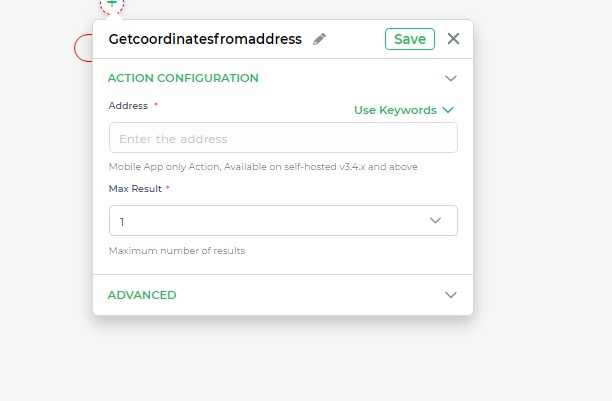 Getcoordinatesfromaddress
Save
ACTION CONFIGURATION
Address *
Use Keywords
Enter the address
Mobile App only Action, Available on self-hosted v3.4.x and above
Max Result *
1
Maximum number of results
ADVANCED